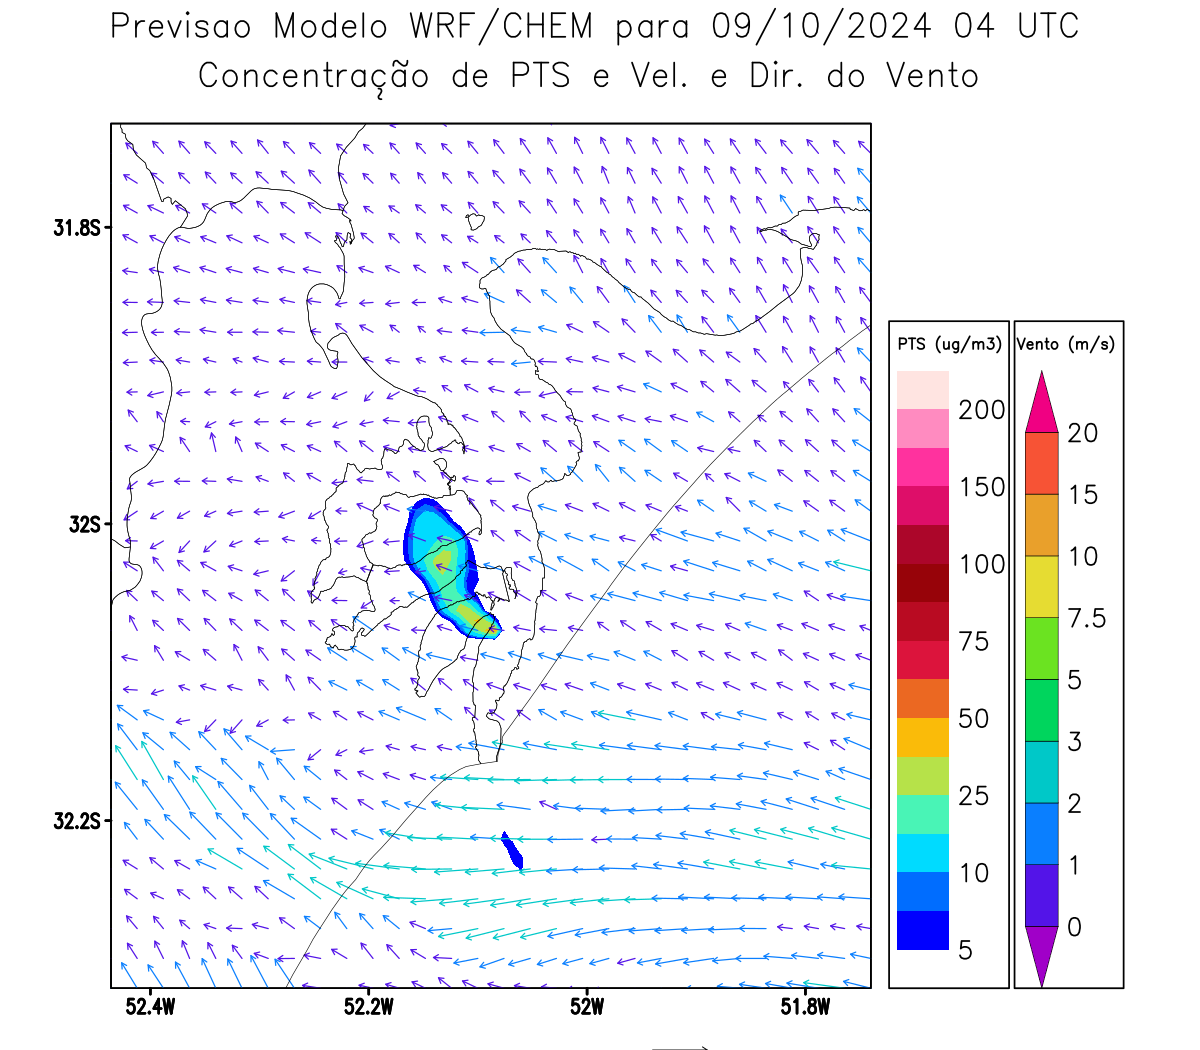 Previsao Modelo WRF/CHEM para 09/10/2024 04 UTC
Concentração de PTS e Vel. e Dir. do Vento
31.8S
32S
32.2S
52.4W 52.2W 52W 51.8W
PTS (ug/m3)
200
150
100
75
50
25
10
5
Vento (m/s)
20
15
10
7.5
5
3
2
1
0